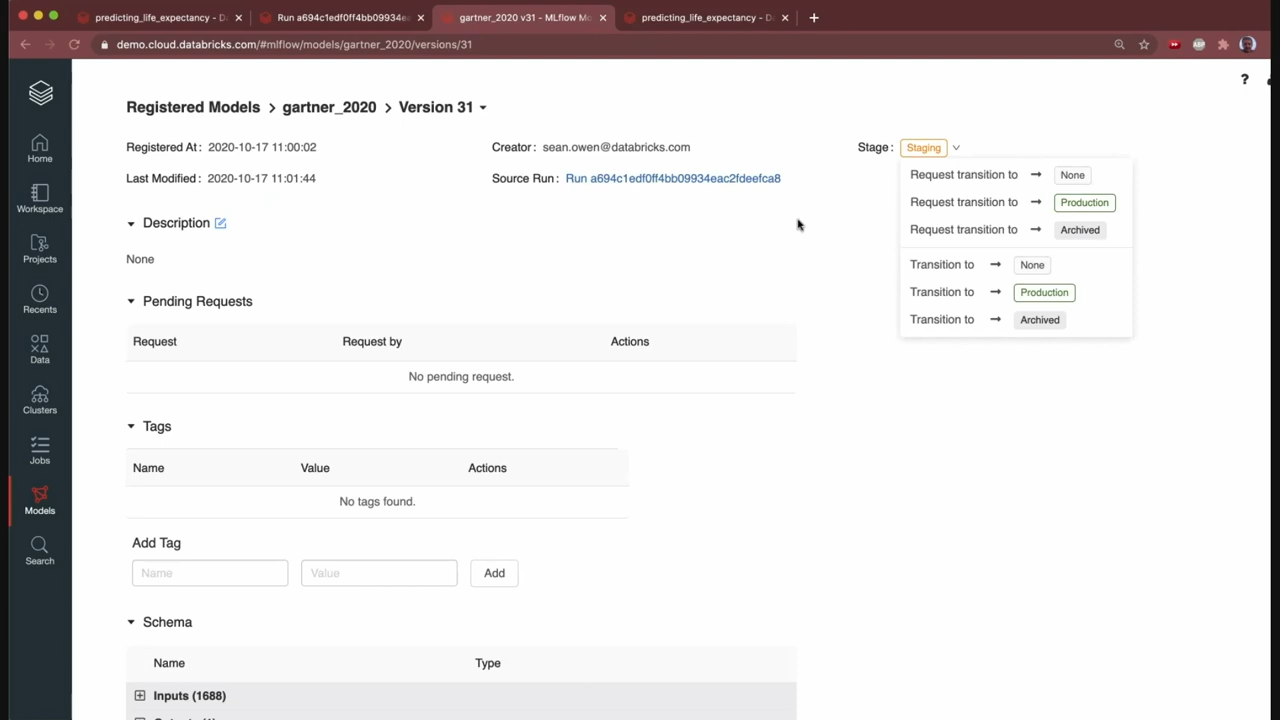 predicting_life_expectancy - D
Run a694c1edf0ff4bb09934e
gartner_2020 v31 - MLflow Mo
predicting_life_expectancy - D
demo.cloud.databricks.com/#mlflow/models/gartner_2020/versions/31
?
Home
Workspace
Projects
Recents
Data
Clusters
Jobs
Models
Search
Registered Models > gartner_2020 > Version 31
Registered At: 2020-10-17 11:00:02
Creator: sean.owen@databricks.com
Stage: Staging
Last Modified: 2020-10-17 11:01:44
Source Run: Run a694c1edf0ff4bb09934eac2fdeefca8
Request transition to → None
Request transition to → Production
Request transition to → Archived
Transition to → None
Transition to → Production
Transition to → Archived
Description
None
Pending Requests
Request Request by Actions
No pending request.
Tags
Name Value Actions
No tags found.
Add Tag
Name Value Add
Schema
Name Type
Inputs (1688)